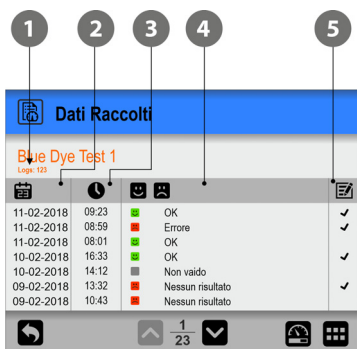 1 2 3 4 5
Dati Raccolti
Blue Dye Test 1
Logs: 123
23
11-02-2018 09:23 OK
11-02-2018 08:59 Errore
11-02-2018 08:01 OK
10-02-2018 16:33 OK
10-02-2018 14:12 Non vaido
09-02-2018 13:32 Nessun risultato
09-02-2018 10:43 Nessun risultato
1
23